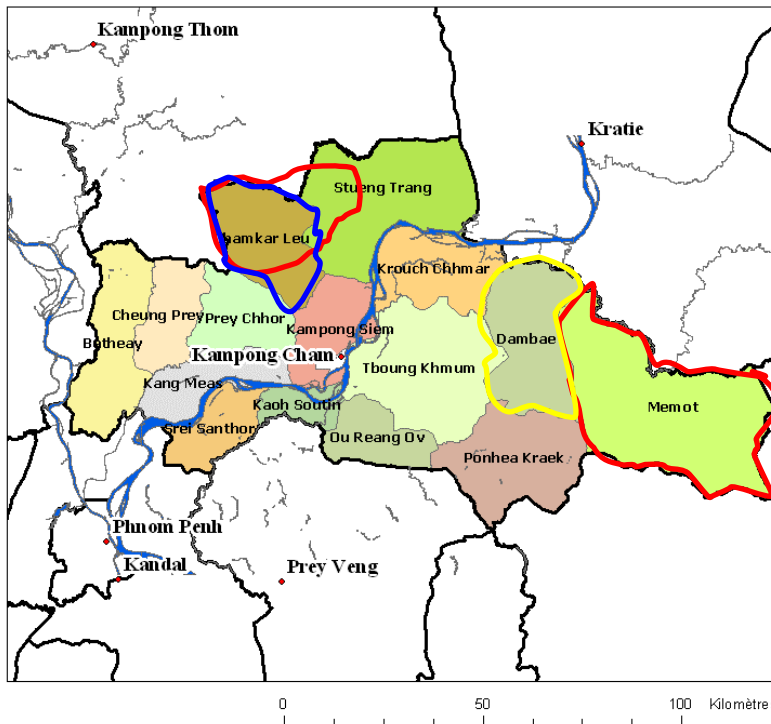 Kampong Thom
Kratie
Stueng Trang
hamkar Leu
Krouch Chhmar
Cheung Prey
Prey Chhor
Kampong Siem
Batheay
Dambae
Kampong Cham
Tboung Khmum
Kang Meas
Memot
Kaoh Soutin
Srei Santhor
Ou Reang Ov
Ponhea Kraek
Phnom Penh
Kandal
Prey Veng
0 50 100 Kilomètre